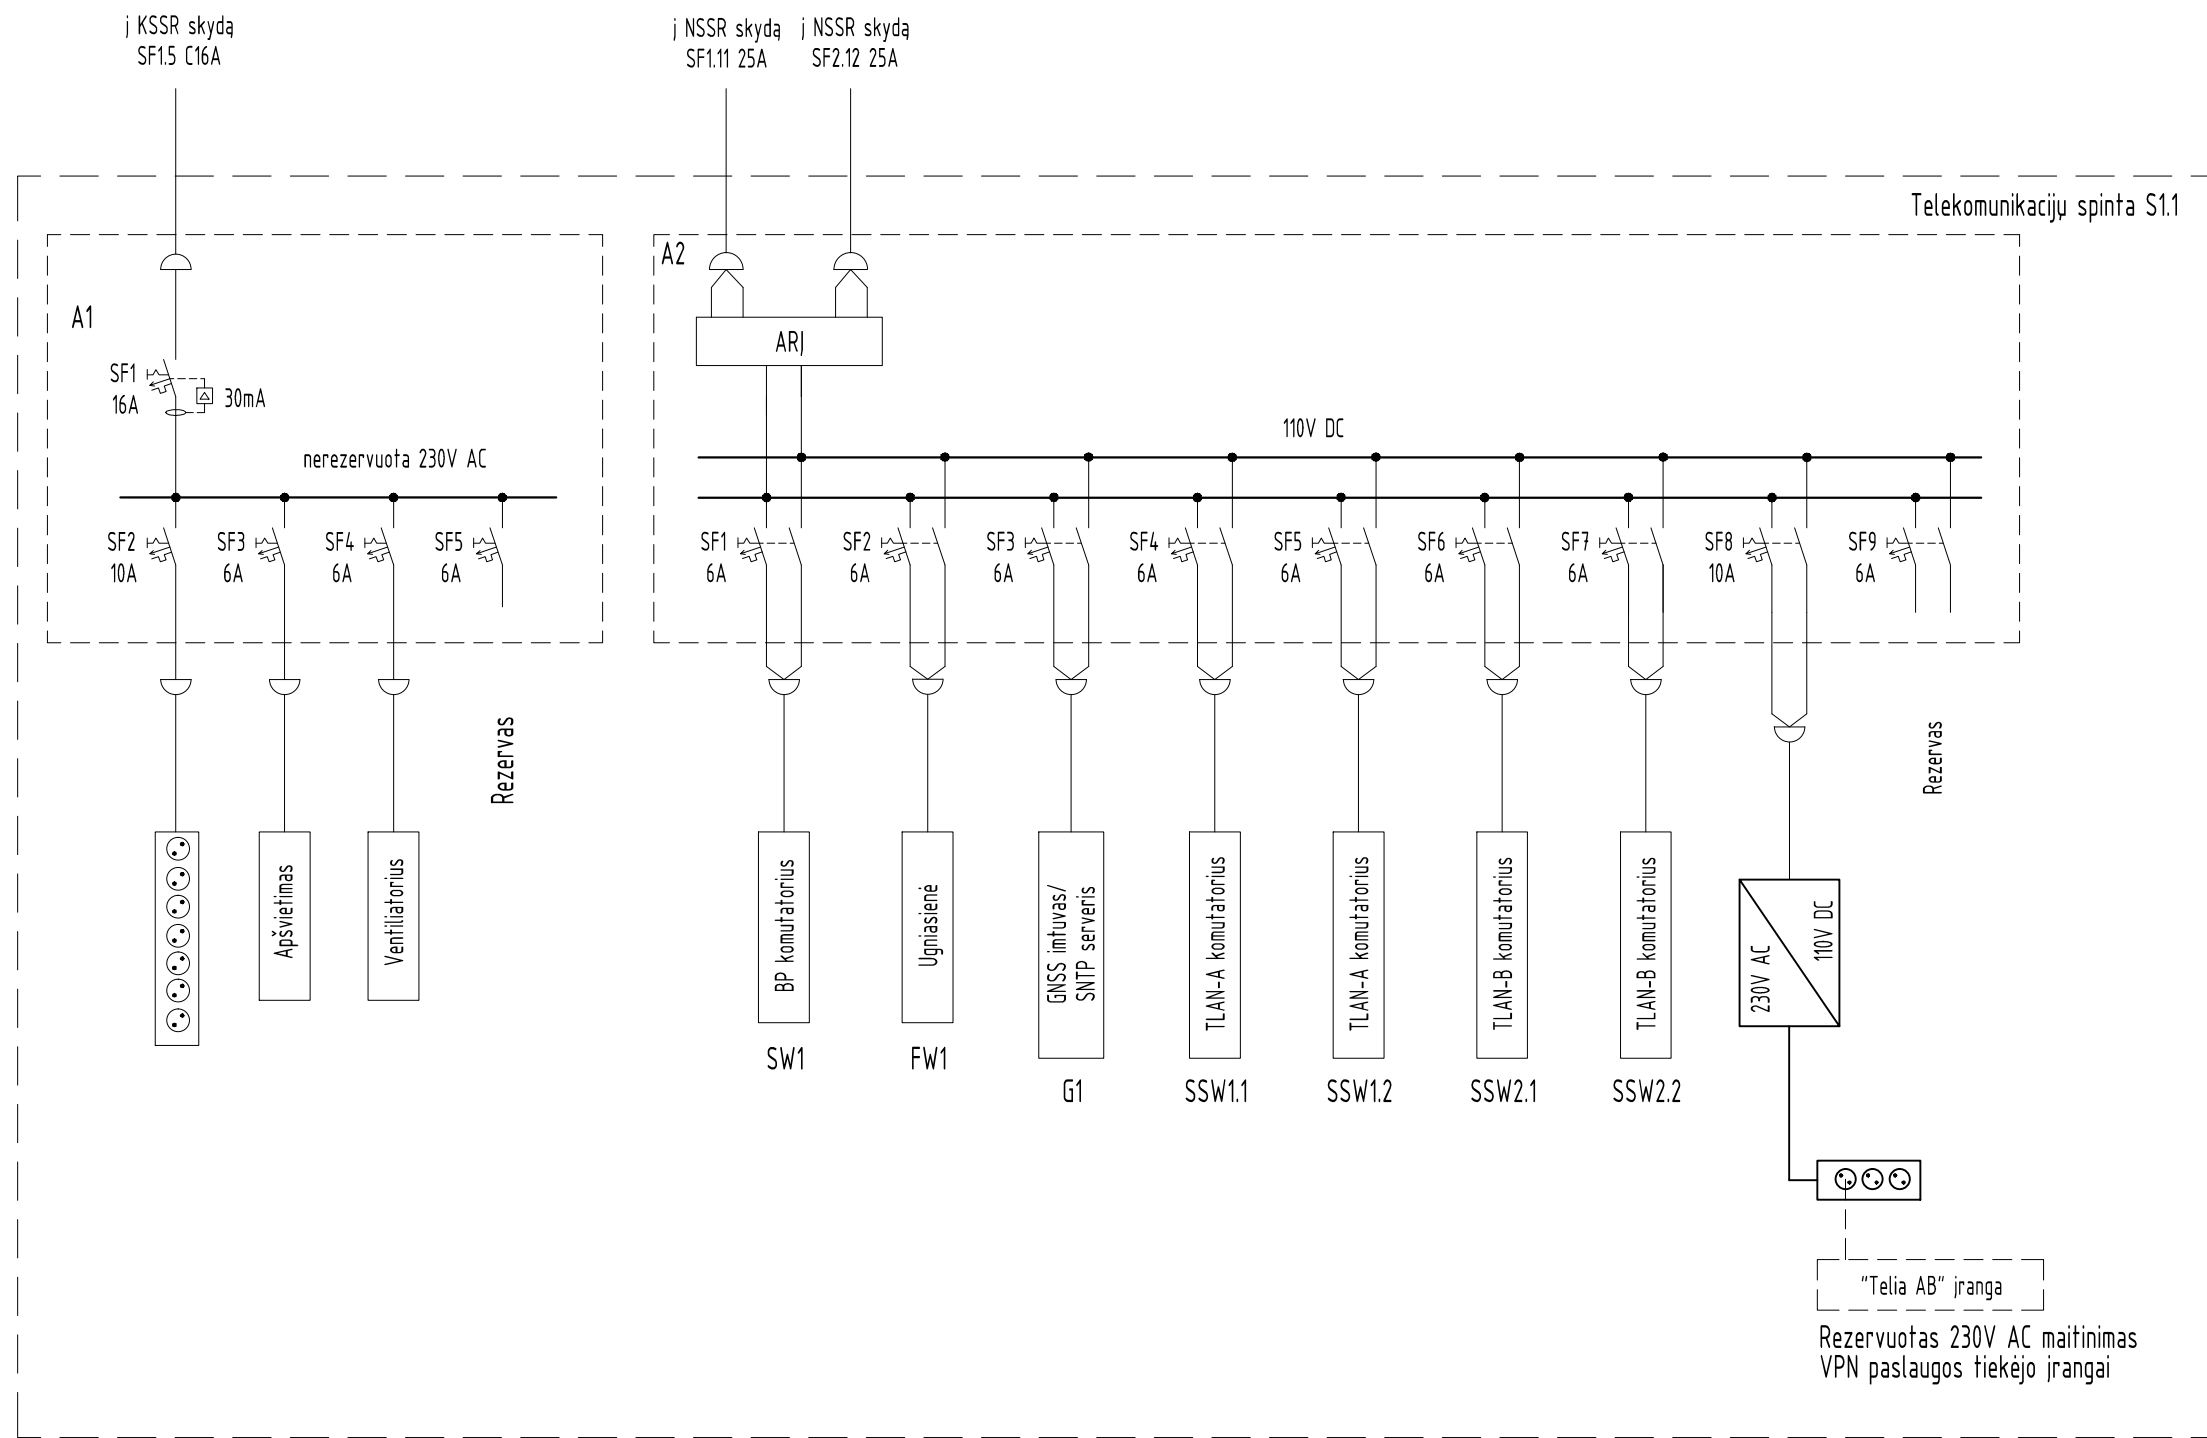 į KSSR skydą
SF1.5 C16A
į NSSR skydą
SF1.11 25A
į NSSR skydą
SF2.12 25A
Telekomunikacijų spinta S1.1
A1
SF1
16A
30mA
nerezervuota 230V AC
SF2
10A
SF3
6A
SF4
6A
SF5
6A
Apšvietimas
Ventiliatorius
Rezervas
A2
ARĮ
110V DC
SF1
6A
SF2
6A
SF3
6A
SF4
6A
SF5
6A
SF6
6A
SF7
6A
SF8
10A
SF9
6A
BP komutatorius
SW1
Ugniasienė
FW1
GNSS imtuvas/
SNTP serveris
G1
TLAN-A komutatorius
SSW1.1
TLAN-A komutatorius
SSW1.2
TLAN-B komutatorius
SSW2.1
TLAN-B komutatorius
SSW2.2
230V AC
110V DC
Rezervas
"Telia AB" įranga
Rezervuotas 230V AC maitinimas
VPN paslaugos tiekėjo įrangai